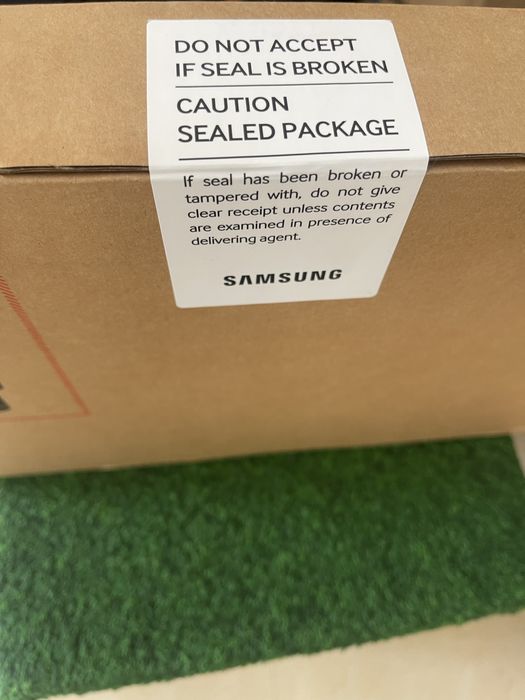 DO NOT ACCEPT
IF SEAL IS BROKEN
CAUTION
SEALED PACKAGE
If seal has been broken or
tampered with, do not give
clear receipt unless contents
are examined in presence of
delivering agent.
SAMSUNG